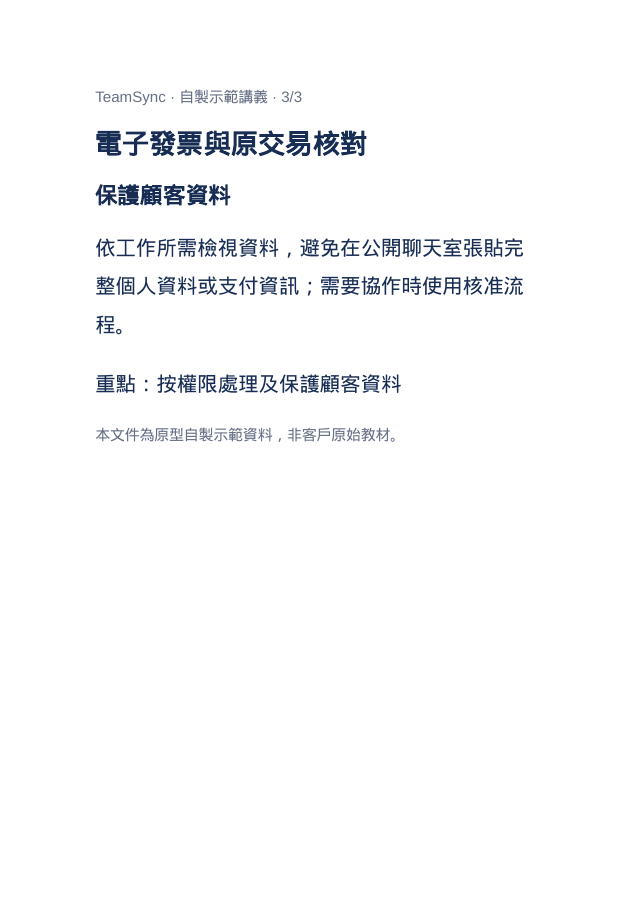 TeamSync · 自製示範講義 · 3/3
電子發票與原交易核對
保護顧客資料
依工作所需檢視資料，避免在公開聊天室張貼完
整個人資料或支付資訊；需要協作時使用核准流
程。
重點：按權限處理及保護顧客資料
本文件為原型自製示範資料，非客戶原始教材。